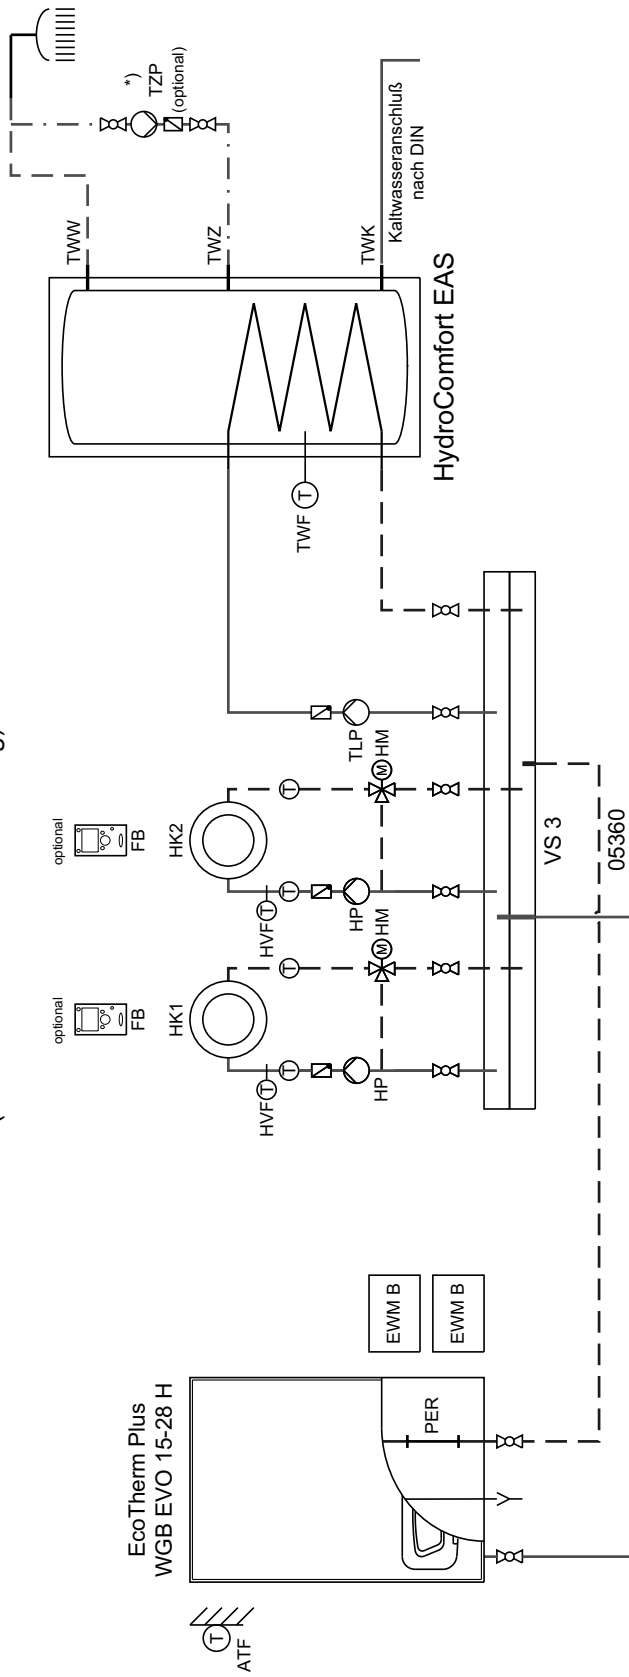 EcoTherm Plus
WGB EVO 15-28 H
T
ATF
PER
EWM B
EWM B
optional
FB
HK1
HVF
T
T
T
HP
M
HM
optional
FB
HK2
HVF
T
T
T
HP
M
HM
TLP
VS 3
05360
TWF
T
TWW
TWZ
TWK
*)
TZP
(optional)
Kaltwasseranschluß
nach DIN
HydroComfort EAS